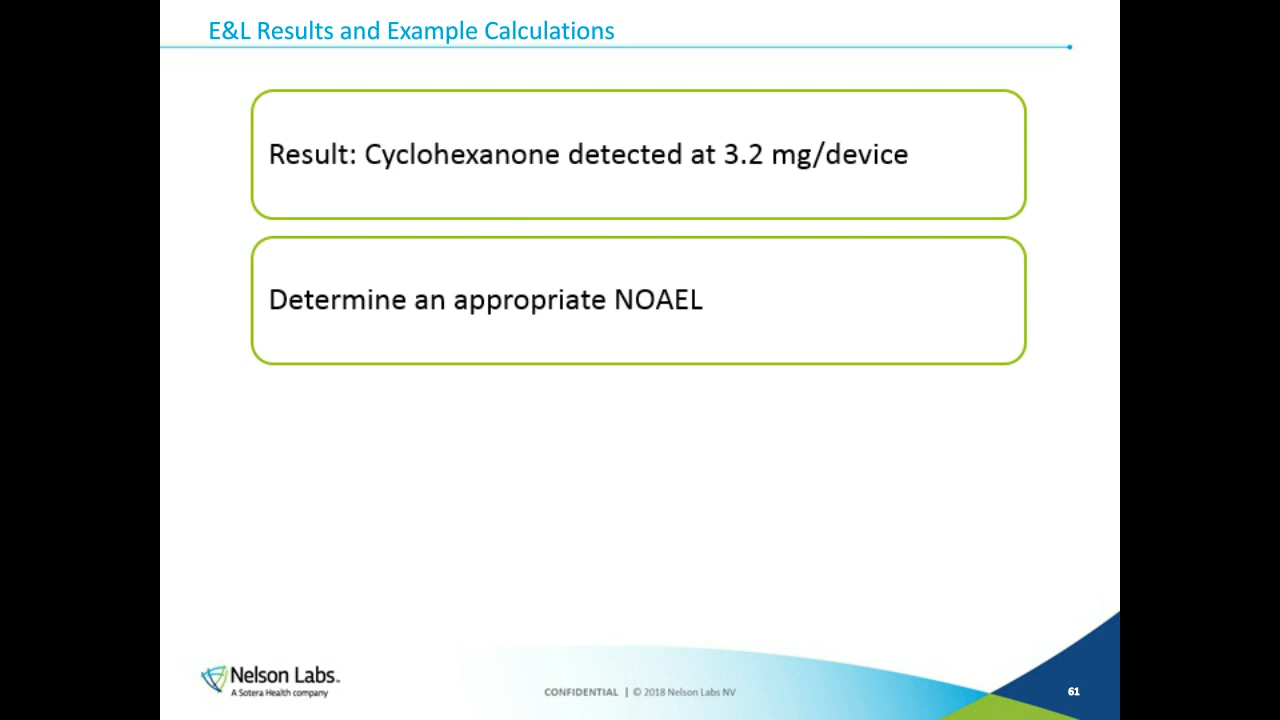 E&L Results and Example Calculations
Result: Cyclohexanone detected at 3.2 mg/device
Determine an appropriate NOAEL
Nelson Labs™
A Sotera Health company
CONFIDENTIAL | © 2018 Nelson Labs NV
61